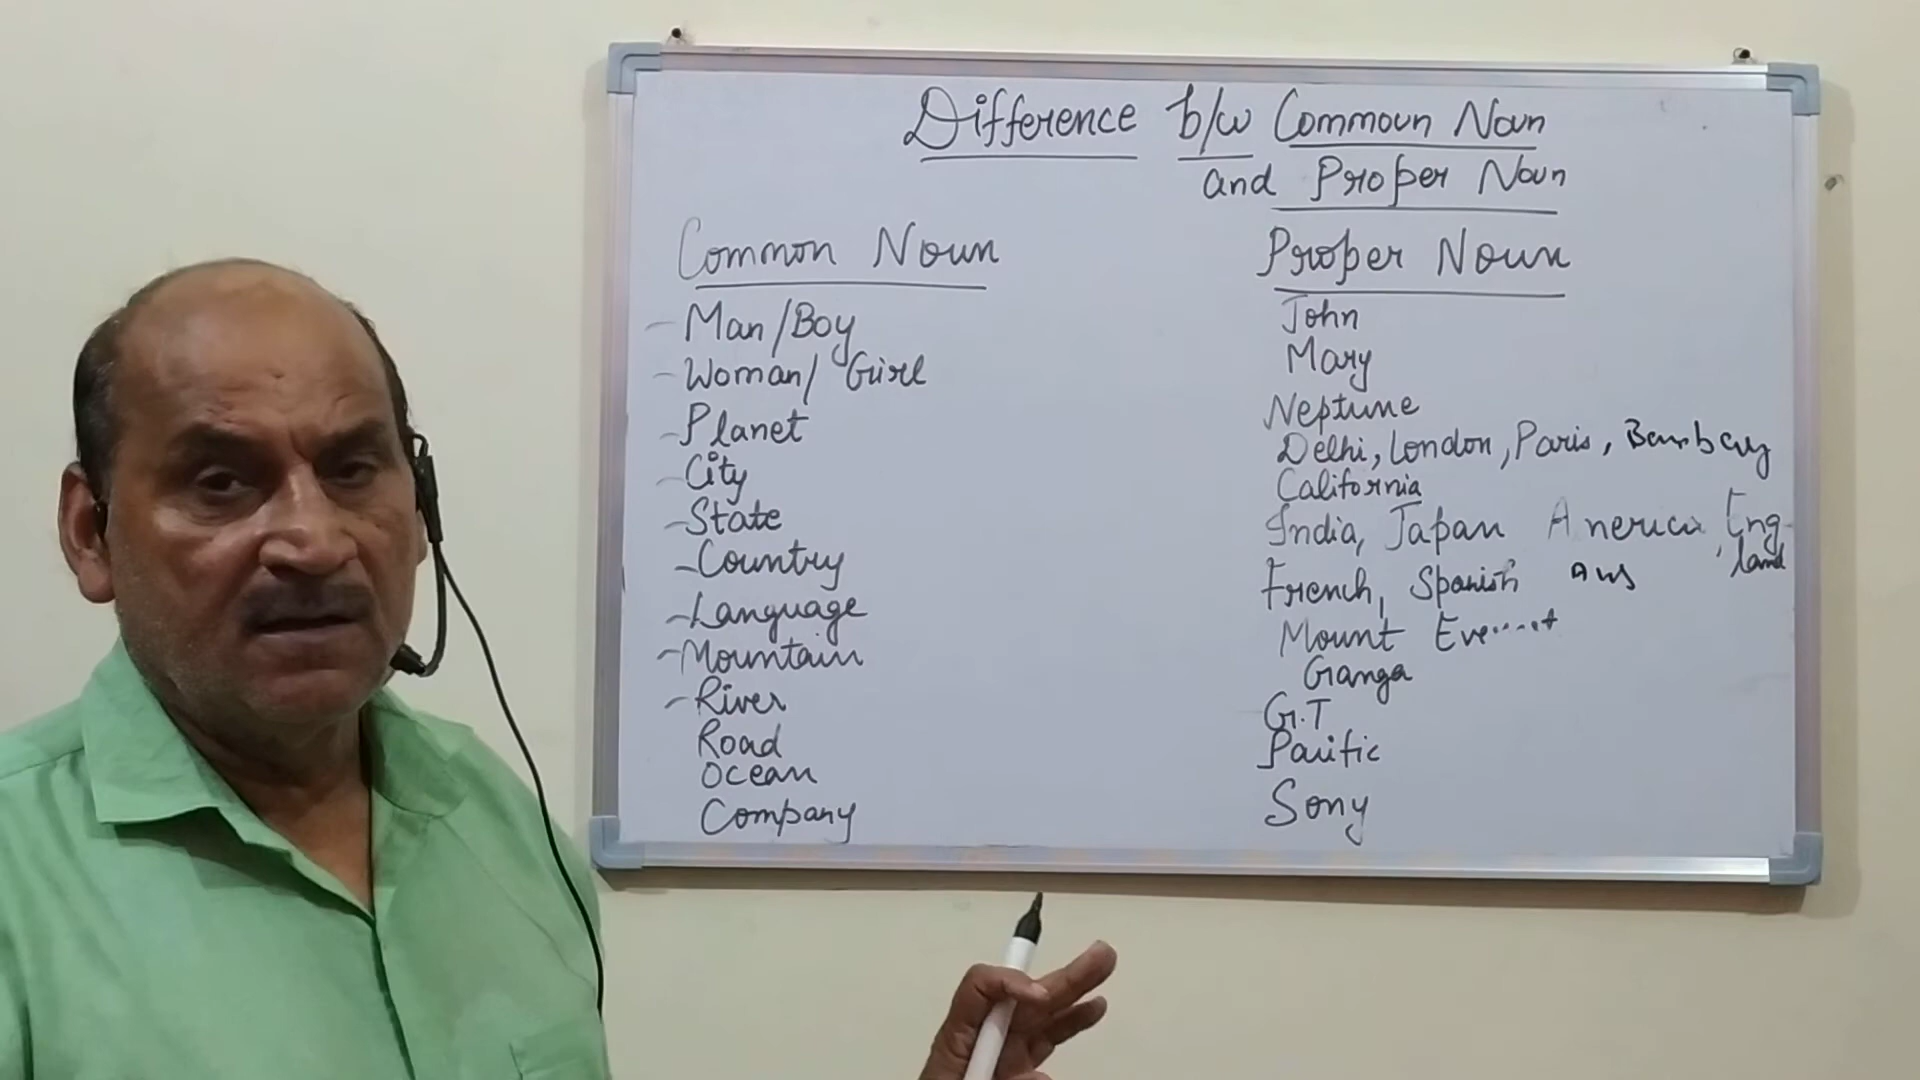 Difference b/w Commoun Noun
and Proper Noun
Common Noun
Man/Boy
Woman/ Girl
Planet
City
State
Country
Language
Mountain
River
Road
Ocean
Company
Proper Noun
John
Mary
Neptune
Delhi, London, Paris, Bombay
California
India, Japan America, Eng-
land
French, Spanish Aus
Mount
Ganga
G.T
Pacific
Sony